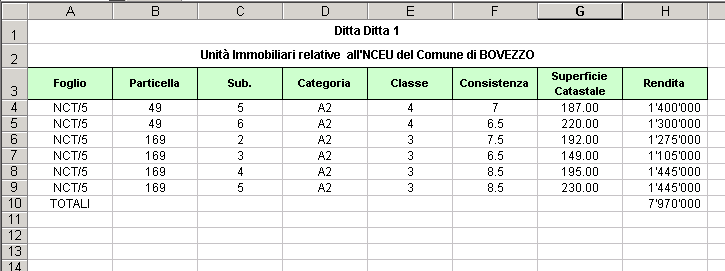 A B C D E F G H
1 Ditta Ditta 1
2 Unità Immobiliari relative all'NCEU del Comune di BOVEZZO
3 Foglio Particella Sub. Categoria Classe Consistenza Superficie Catastale Rendita
4 NCT/5 49 5 A2 4 7 187.00 1'400'000
5 NCT/5 49 6 A2 4 6.5 220.00 1'300'000
6 NCT/5 169 2 A2 3 7.5 192.00 1'275'000
7 NCT/5 169 3 A2 3 6.5 149.00 1'105'000
8 NCT/5 169 4 A2 3 8.5 195.00 1'445'000
9 NCT/5 169 5 A2 3 8.5 230.00 1'445'000
10 TOTALI 7'970'000
11
12
13
14